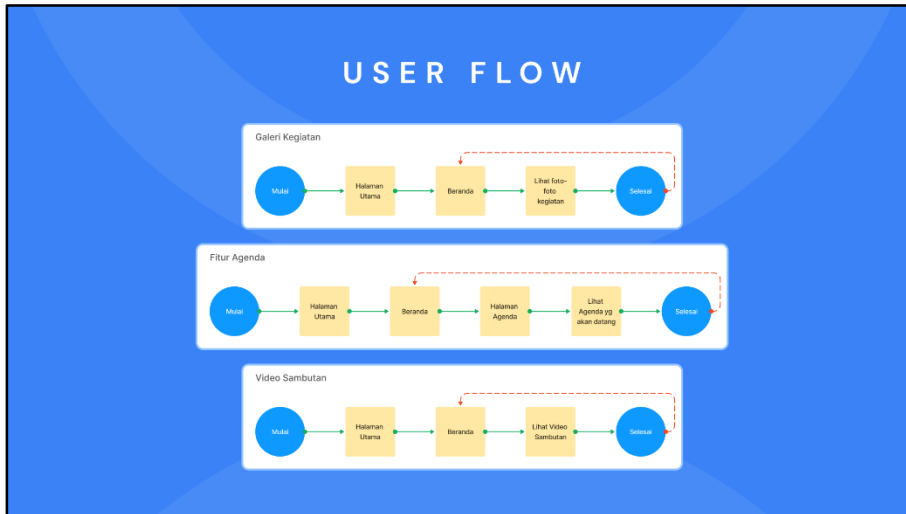 USER FLOW
Galeri Kegiatan
Mulai
Halaman
Utama
Beranda
Lihat foto-
foto
kegiatan
Selesai
Fitur Agenda
Mulai
Halaman
Utama
Beranda
Halaman
Agenda
Lihat
Agenda yg
akan datang
Selesai
Video Sambutan
Mulai
Halaman
Utama
Beranda
Lihat Video
Sambutan
Selesai